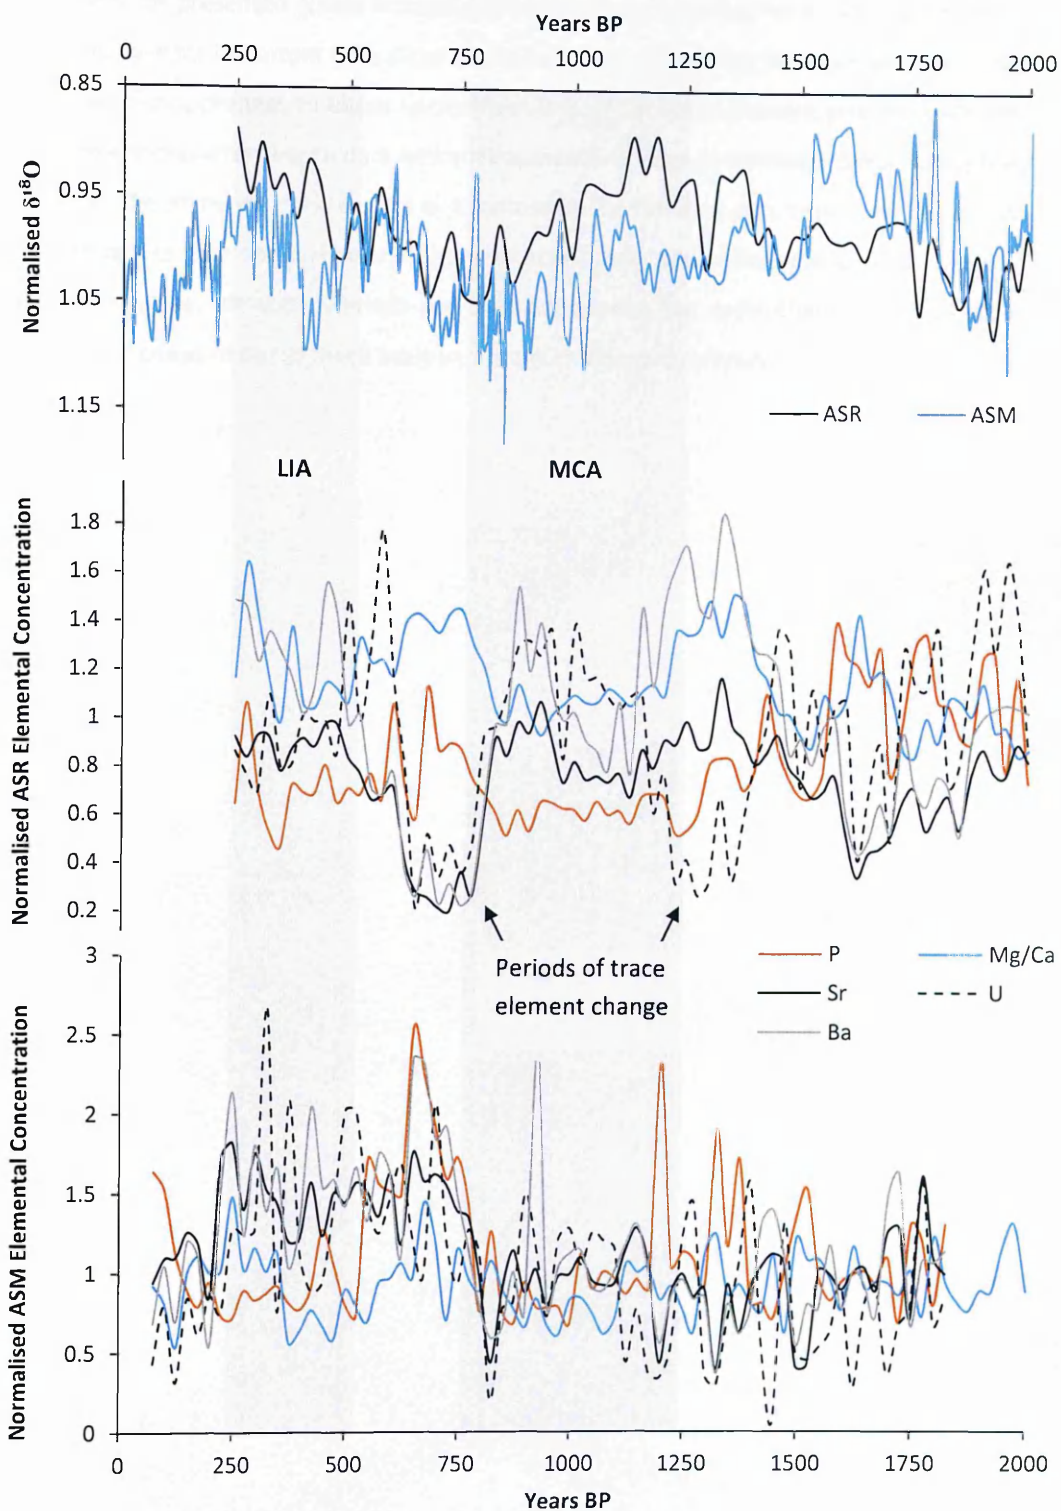 Years BP
0 250 500 750 1000 1250 1500 1750 2000
Normalised δ¹⁸O
0.85
0.95
1.05
1.15
ASR ASM
LIA MCA
Normalised ASR Elemental Concentration
1.8
1.6
1.4
1.2
1
0.8
0.6
0.4
0.2
Periods of trace
element change
P Mg/Ca
Sr U
Ba
Normalised ASM Elemental Concentration
3
2.5
2
1.5
1
0.5
0
0 250 500 750 1000 1250 1500 1750 2000
Years BP